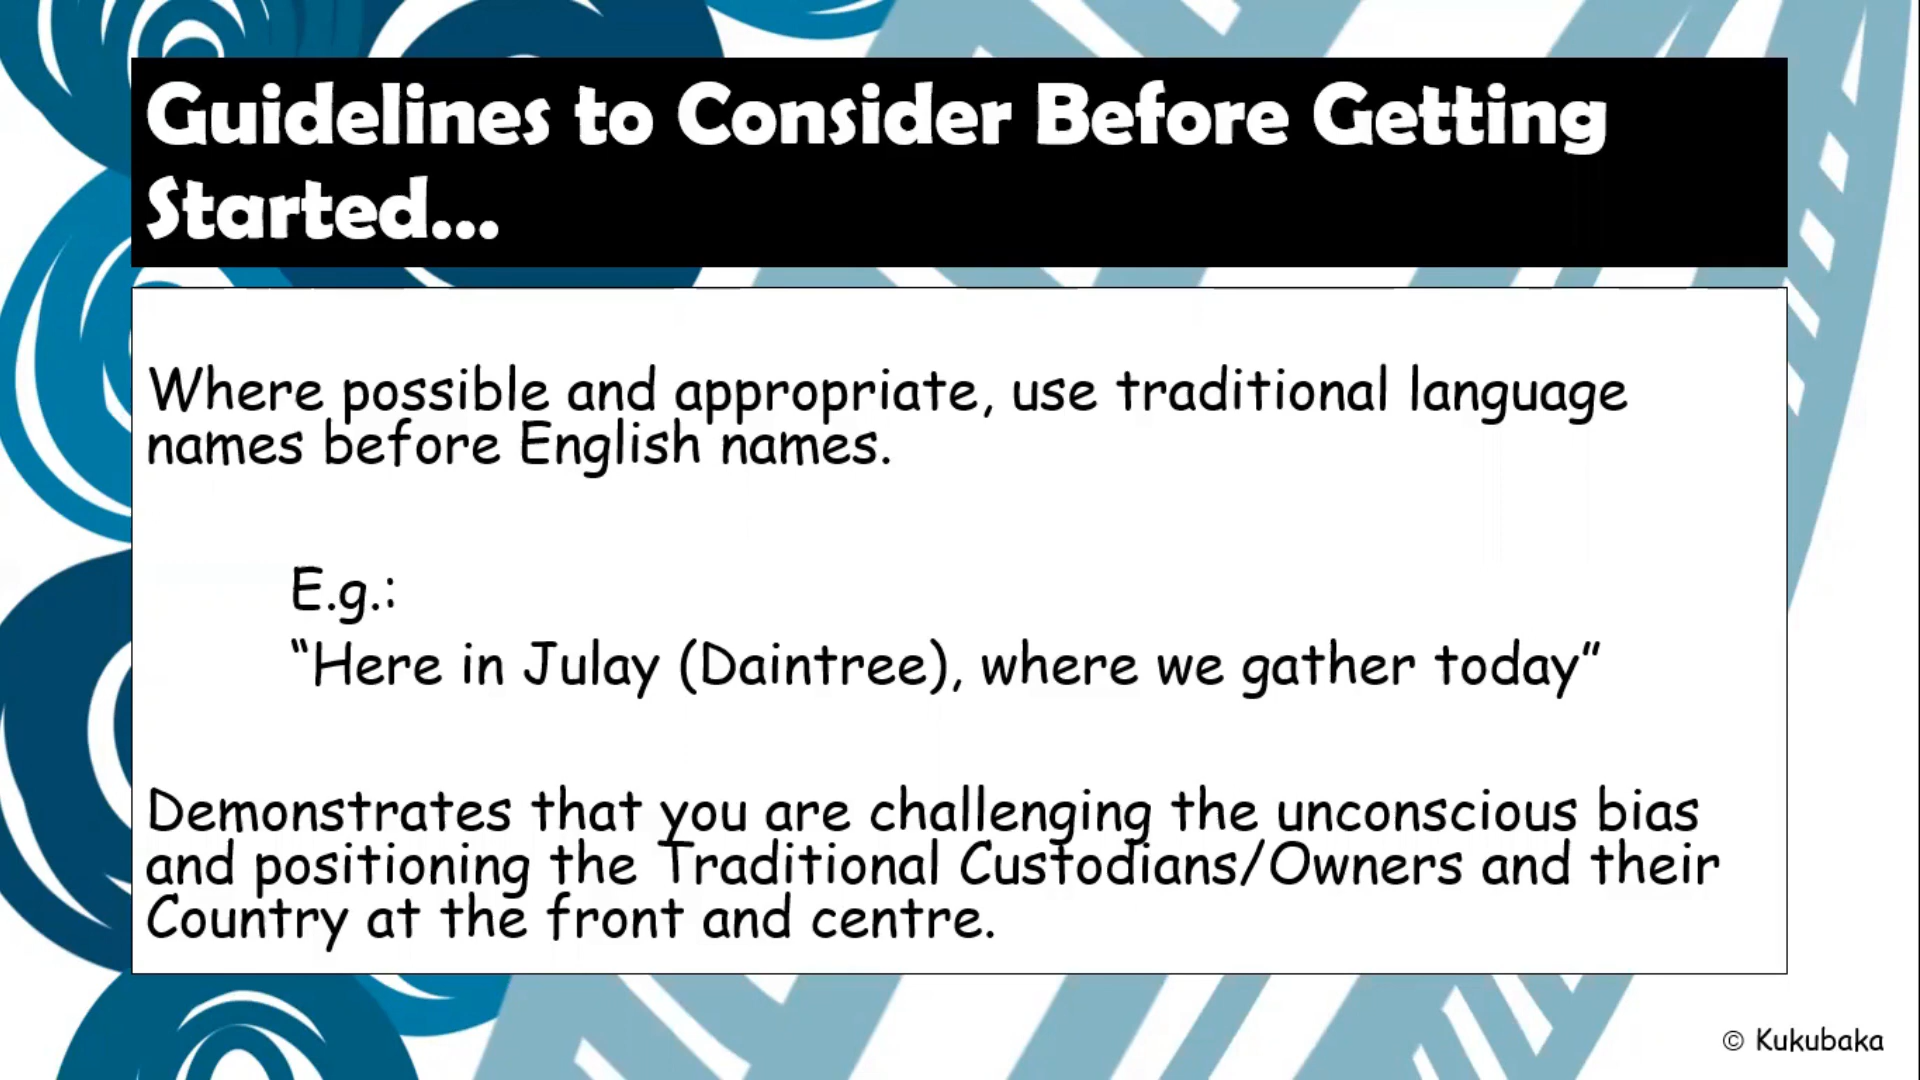 Guidelines to Consider Before Getting
Started...
Where possible and appropriate, use traditional language
names before English names.
E.g.:
“Here in Julay (Daintree), where we gather today”
Demonstrates that you are challenging the unconscious bias
and positioning the Traditional Custodians/Owners and their
Country at the front and centre.
© Kukubaka